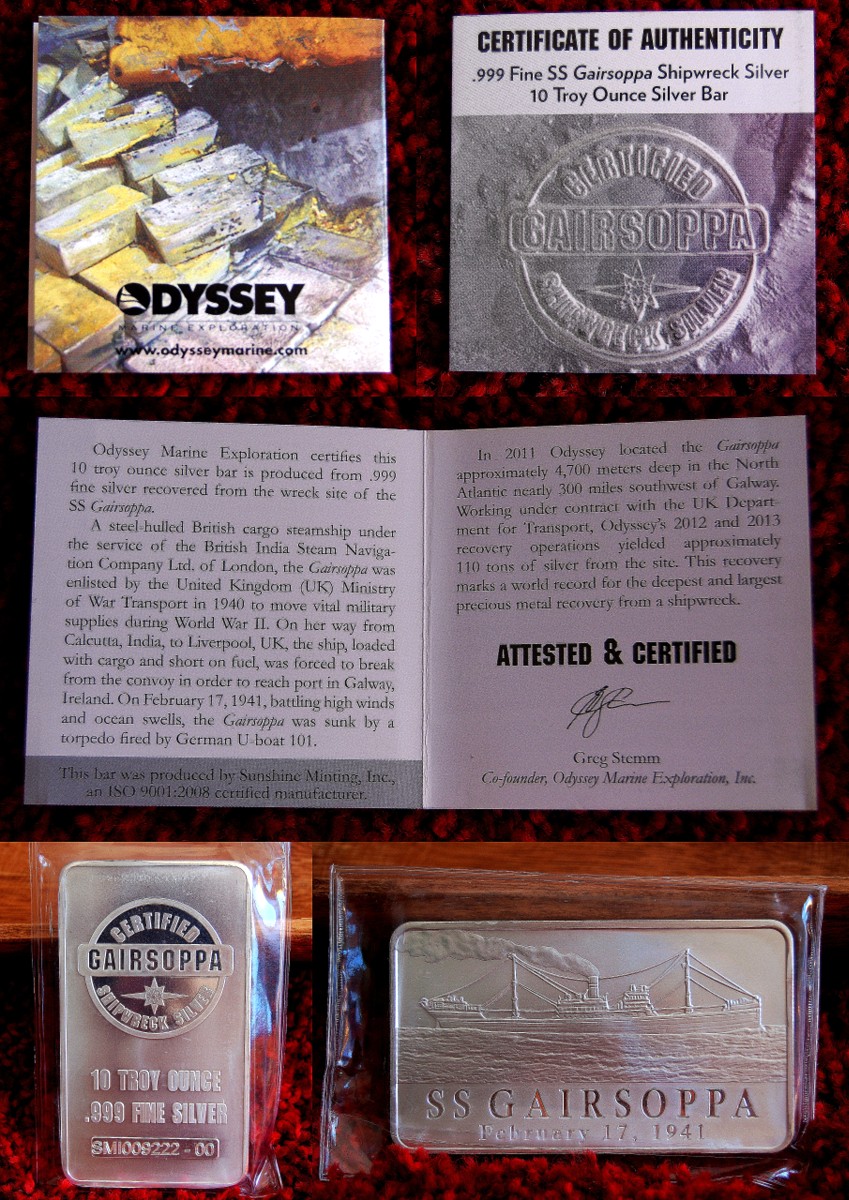 ODYSSEY
MARINE EXPLORATION
www.odysseymarine.com
CERTIFICATE OF AUTHENTICITY
.999 Fine SS Gairsoppa Shipwreck Silver
10 Troy Ounce Silver Bar
CERTIFIED
GAIRSOPPA
SHIPWRECK SILVER
Odyssey Marine Exploration certifies this
10 troy ounce silver bar is produced from .999
fine silver recovered from the wreck site of the
SS Gairsoppa.
A steel-hulled British cargo steamship under
the service of the British India Steam Naviga-
tion Company Ltd. of London, the Gairsoppa was
enlisted by the United Kingdom (UK) Ministry
of War Transport in 1940 to move vital military
supplies during World War II. On her way from
Calcutta, India, to Liverpool, UK, the ship, loaded
with cargo and short on fuel, was forced to break
from the convoy in order to reach port in Galway,
Ireland. On February 17, 1941, battling high winds
and ocean swells, the Gairsoppa was sunk by a
torpedo fired by German U-boat 101.
This bar was produced by Sunshine Minting, Inc.,
an ISO 9001:2008 certified manufacturer.
In 2011 Odyssey located the Gairsoppa
approximately 4,700 meters deep in the North
Atlantic nearly 300 miles southwest of Galway.
Working under contract with the UK Depart-
ment for Transport, Odyssey's 2012 and 2013
recovery operations yielded approximately
110 tons of silver from the site. This recovery
marks a world record for the deepest and largest
precious metal recovery from a shipwreck.
ATTESTED & CERTIFIED
Greg Stemm
Co-founder, Odyssey Marine Exploration, Inc.
CERTIFIED
GAIRSOPPA
SHIPWRECK SILVER
10 TROY OUNCE
.999 FINE SILVER
SMI009222 - 00
SS GAIRSOPPA
February 17, 1941